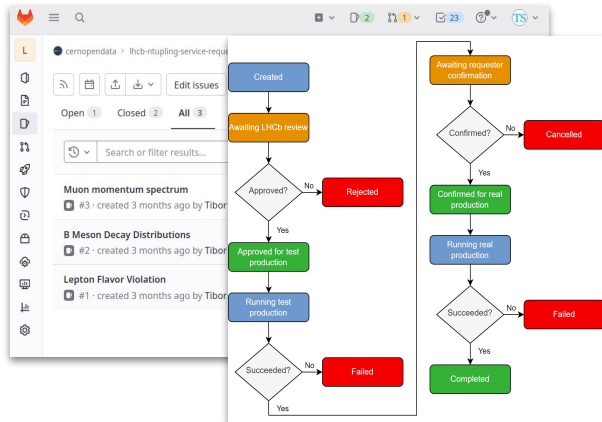 2 1 23 TS
L cernopendata > lhcb-ntupling-service-reque
Edit issues
Open 1 Closed 2 All 3
Search or filter results...
Muon momentum spectrum
#3 · created 3 months ago by Tibor
B Meson Decay Distributions
#2 · created 3 months ago by Tibor
Lepton Flavor Violation
#1 · created 3 months ago by Tibor
Created
Awaiting LHCb review
Approved?
No
Rejected
Yes
Approved for test
production
Running test
production
Succeeded?
No
Failed
Yes
Awaiting requester
confirmation
Confirmed?
No
Cancelled
Yes
Confirmed for real
production
Running real
production
Succeeded?
No
Failed
Yes
Completed